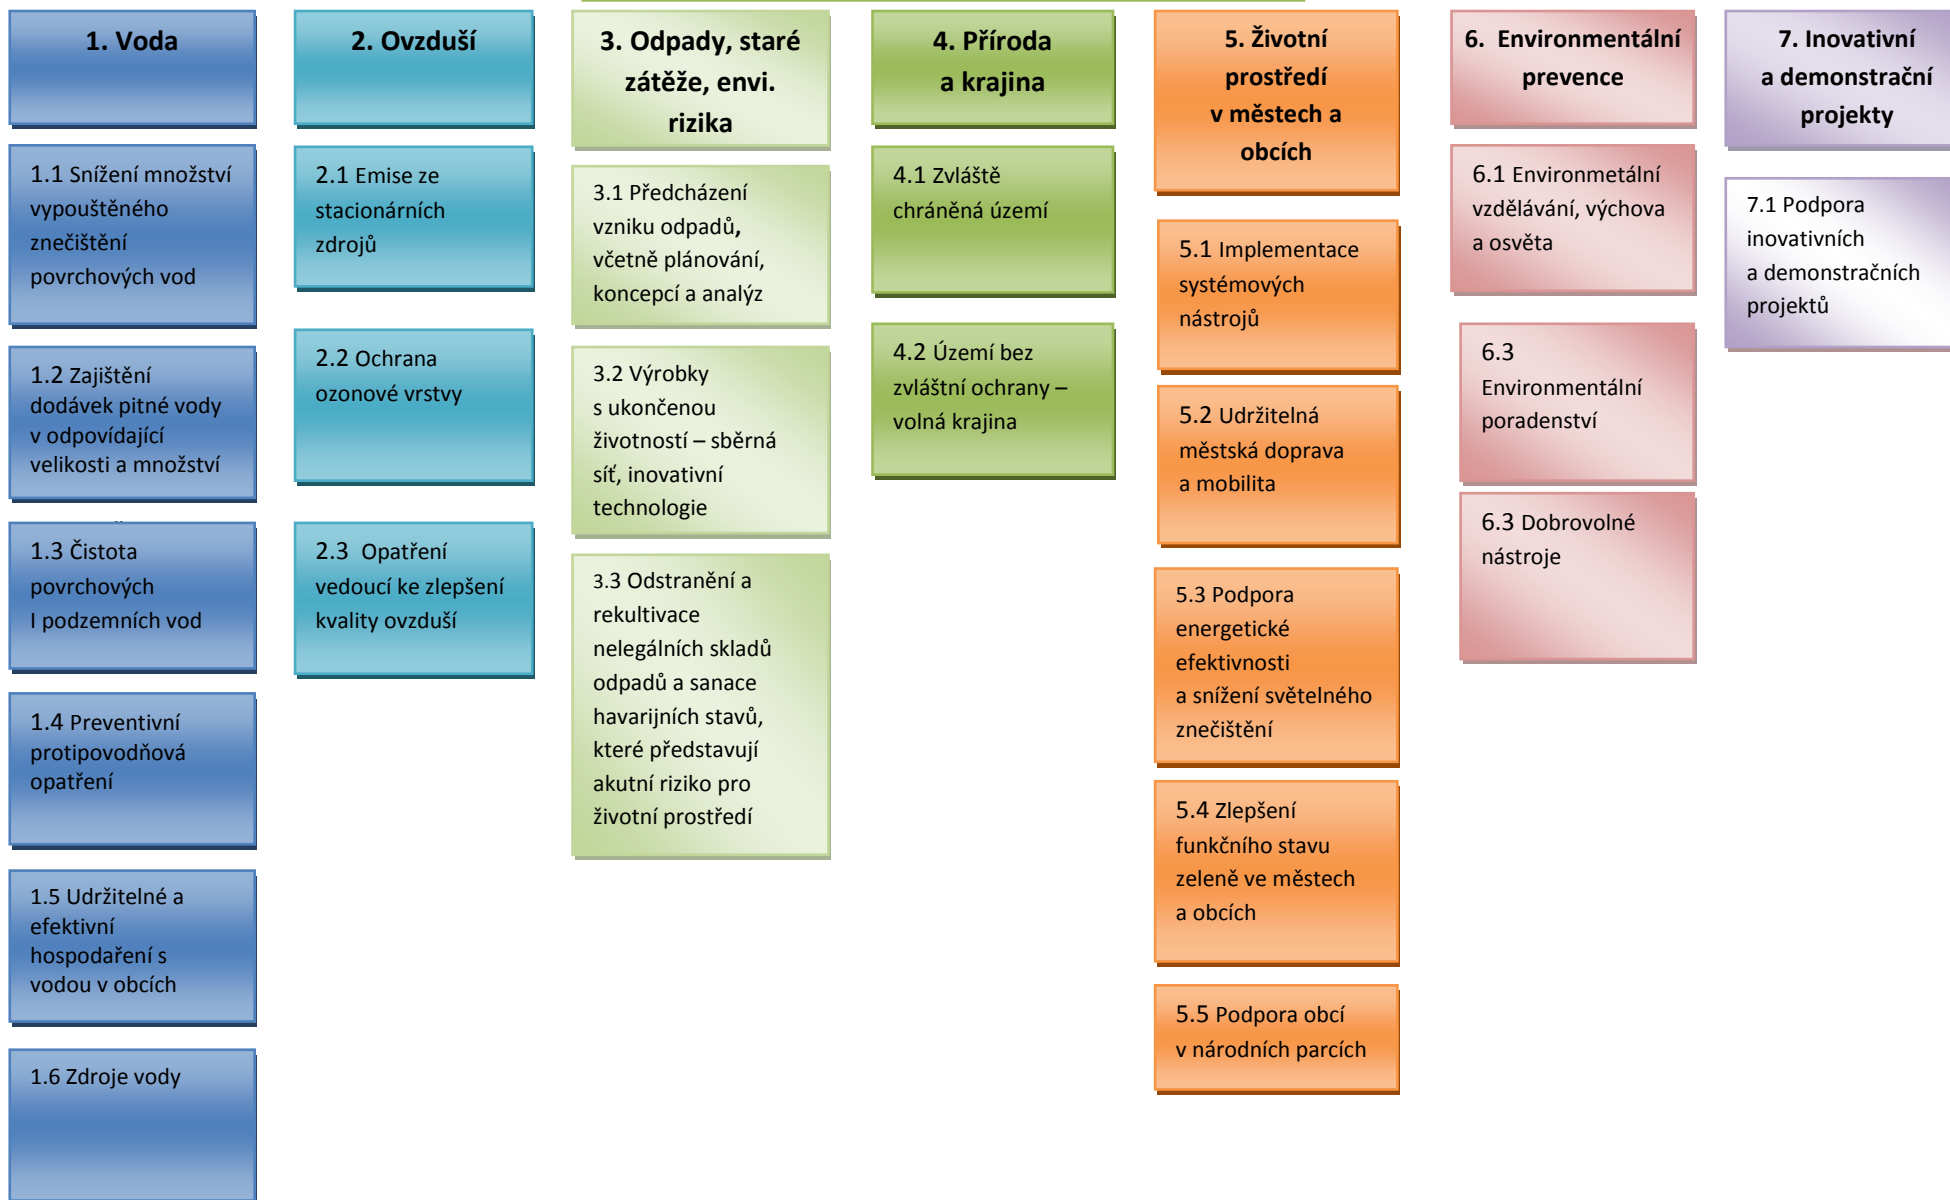 1. Voda
1.1 Snížení množství
vypouštěného
znečištění
povrchových vod
1.2 Zajištění
dodávek pitné vody
v odpovídající
velikosti a množství
1.3 Čistota
povrchových
I podzemních vod
1.4 Preventivní
protipovodňová
opatření
1.5 Udržitelné a
efektivní
hospodaření s
vodou v obcích
1.6 Zdroje vody
2. Ovzduší
2.1 Emise ze
stacionárních
zdrojů
2.2 Ochrana
ozonové vrstvy
2.3 Opatření
vedoucí ke zlepšení
kvality ovzduší
3. Odpady, staré
zátěže, envi.
rizika
3.1 Předcházení
vzniku odpadů,
včetně plánování,
koncepcí a analýz
3.2 Výrobky
s ukončenou
životností – sběrná
síť, inovativní
technologie
3.3 Odstranění a
rekultivace
nelegálních skladů
odpadů a sanace
havarijních stavů,
které představují
akutní riziko pro
životní prostředí
4. Příroda
a krajina
4.1 Zvláště
chráněná území
4.2 Území bez
zvláštní ochrany –
volná krajina
5. Životní
prostředí
v městech a
obcích
5.1 Implementace
systémových
nástrojů
5.2 Udržitelná
městská doprava
a mobilita
5.3 Podpora
energetické
efektivnosti
a snížení světelného
znečištění
5.4 Zlepšení
funkčního stavu
zeleně ve městech
a obcích
5.5 Podpora obcí
v národních parcích
6. Environmentální
prevence
6.1 Environmetální
vzdělávání, výchova
a osvěta
6.3
Environmentální
poradenství
6.3 Dobrovolné
nástroje
7. Inovativní
a demonstrační
projekty
7.1 Podpora
inovativních
a demonstračních
projektů